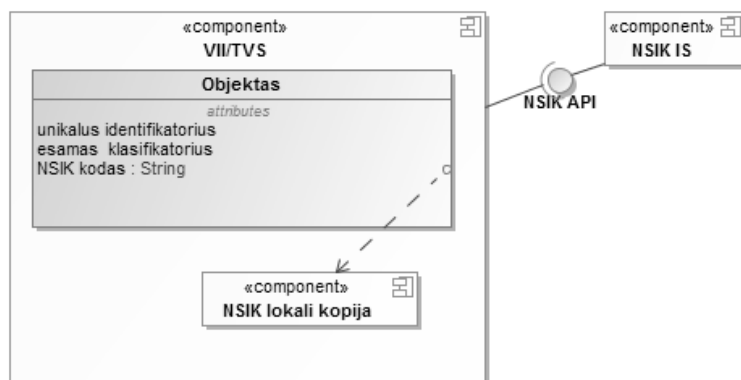 «component»
VII/TVS
Objektas
attributes
unikalus identifikatorius
esamas klasifikatorius
NSIK kodas : String
«component»
NSIK lokali kopija
NSIK API
«component»
NSIK IS